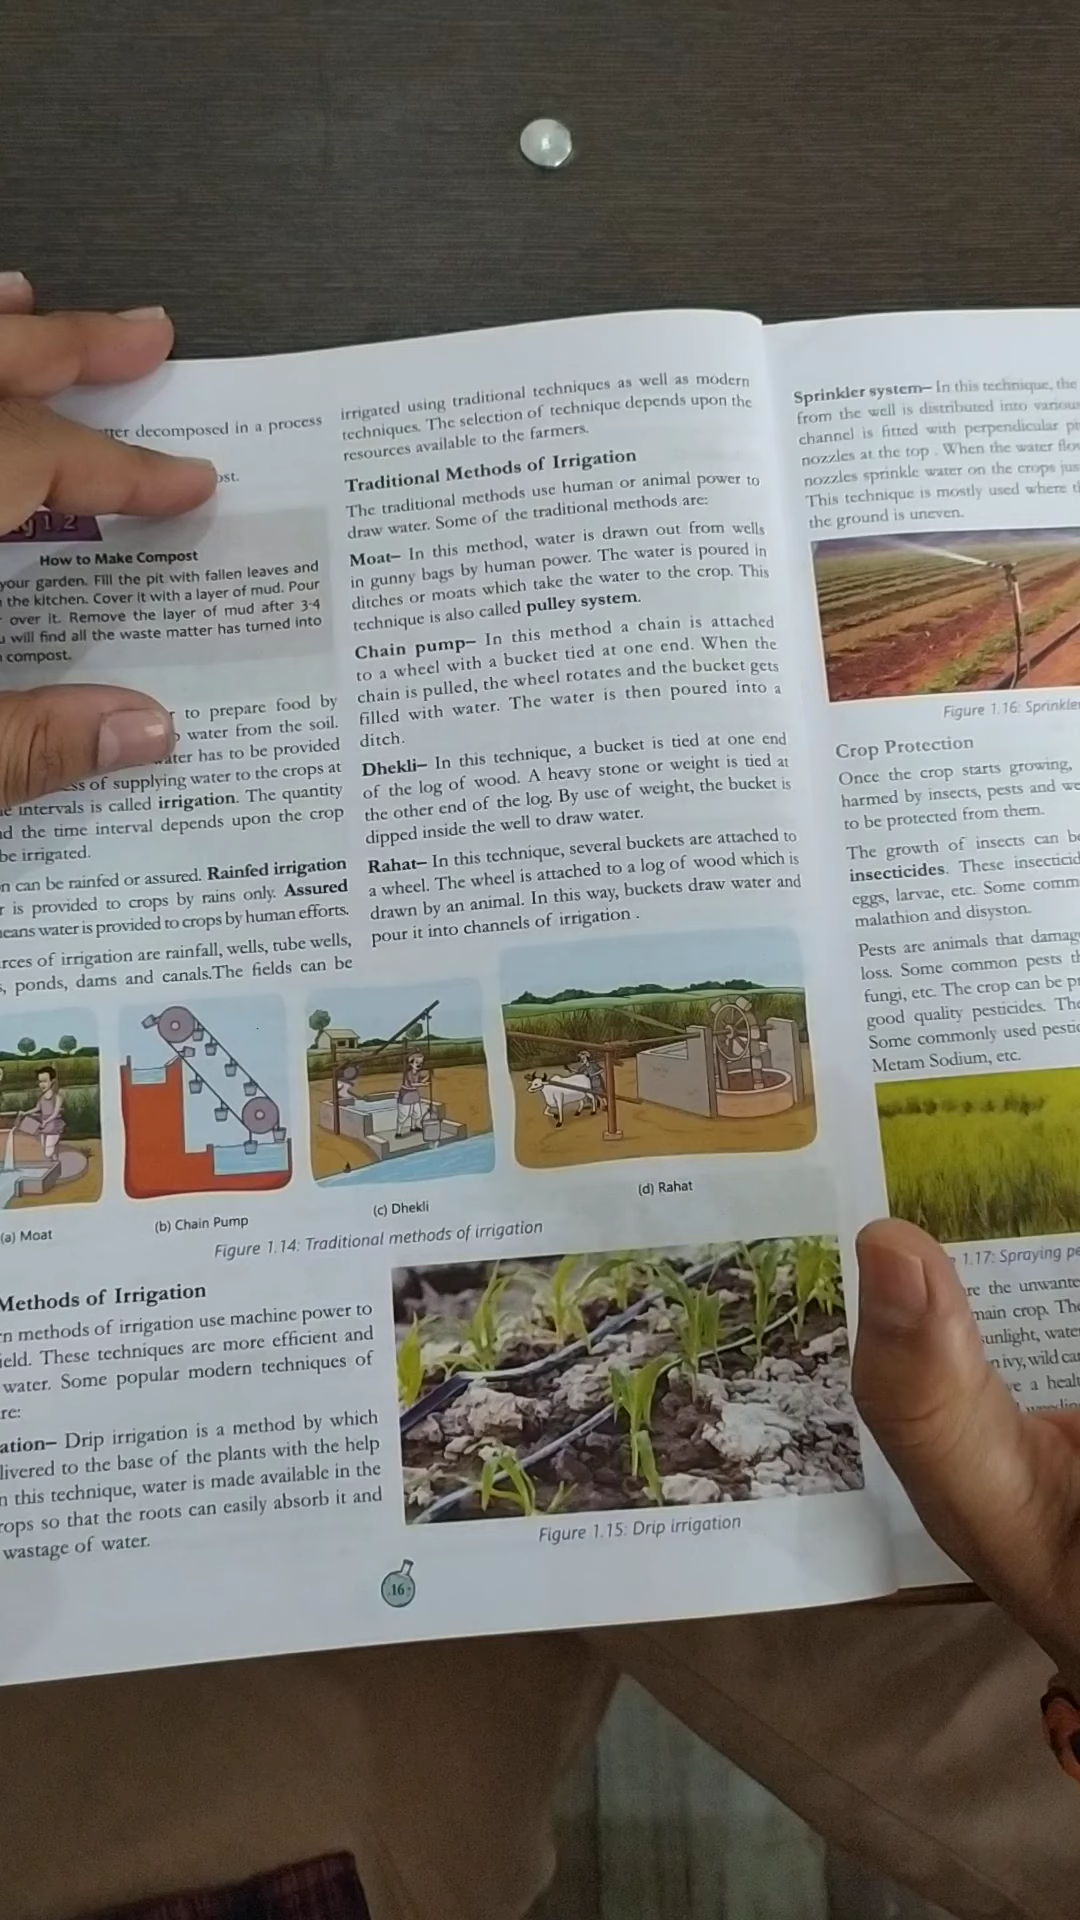 tter decomposed in a process
ost.
1.2
How to Make Compost
your garden. Fill the pit with fallen leaves and
the kitchen. Cover it with a layer of mud. Pour
over it. Remove the layer of mud after 3-4
will find all the waste matter has turned into
compost.
to prepare food by
water from the soil.
water has to be provided
ss of supplying water to the crops at
intervals is called irrigation. The quantity
nd the time interval depends upon the crop
be irrigated.
n can be rainfed or assured. Rainfed irrigation
r is provided to crops by rains only. Assured
means water is provided to crops by human efforts.
rces of irrigation are rainfall, wells, tube wells,
s, ponds, dams and canals.The fields can be
irrigated using traditional techniques as well as modern
techniques. The selection of technique depends upon the
resources available to the farmers.
Traditional Methods of Irrigation
The traditional methods use human or animal power to
draw water. Some of the traditional methods are:
Moat– In this method, water is drawn out from wells
in gunny bags by human power. The water is poured in
ditches or moats which take the water to the crop. This
technique is also called pulley system.
Chain pump– In this method a chain is attached
to a wheel with a bucket tied at one end. When the
chain is pulled, the wheel rotates and the bucket gets
filled with water. The water is then poured into a
ditch.
Dhekli– In this technique, a bucket is tied at one end
of the log of wood. A heavy stone or weight is tied at
the other end of the log. By use of weight, the bucket is
dipped inside the well to draw water.
Rahat– In this technique, several buckets are attached to
a wheel. The wheel is attached to a log of wood which is
drawn by an animal. In this way, buckets draw water and
pour it into channels of irrigation .
(a) Moat
(b) Chain Pump
(c) Dhekli
(d) Rahat
Figure 1.14: Traditional methods of irrigation
Methods of Irrigation
rn methods of irrigation use machine power to
ield. These techniques are more efficient and
water. Some popular modern techniques of
re:
ation– Drip irrigation is a method by which
livered to the base of the plants with the help
n this technique, water is made available in the
rops so that the roots can easily absorb it and
wastage of water.
Figure 1.15: Drip irrigation
16
Sprinkler system– In this technique, the
from the well is distributed into various
channel is fitted with perpendicular pi
nozzles at the top . When the water flo
nozzles sprinkle water on the crops jus
This technique is mostly used where t
the ground is uneven.
Figure 1.16: Sprinkler
Crop Protection
Once the crop starts growing,
harmed by insects, pests and we
to be protected from them.
The growth of insects can be
insecticides. These insecticid
eggs, larvae, etc. Some comm
malathion and disyston.
Pests are animals that damag
loss. Some common pests th
fungi, etc. The crop can be pr
good quality pesticides. The
Some commonly used pestic
Metam Sodium, etc.
1.17: Spraying pe
re the unwante
main crop. The
sunlight, water
n ivy, wild car
ve a healt